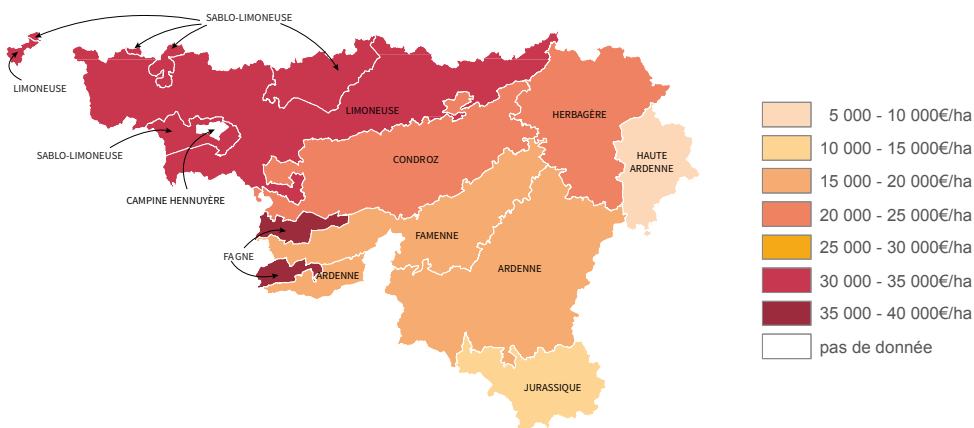 SABLO-LIMONEUSE
LIMONEUSE
LIMONEUSE
HERBAGÈRE
SABLO-LIMONEUSE
CONDROZ
HAUTE
ARDENNE
CAMPINE HENNUYÈRE
FAMENNE
FAGNE
ARDENNE
ARDENNE
JURASSIQUE
5 000 - 10 000€/ha
10 000 - 15 000€/ha
15 000 - 20 000€/ha
20 000 - 25 000€/ha
25 000 - 30 000€/ha
30 000 - 35 000€/ha
35 000 - 40 000€/ha
pas de donnée